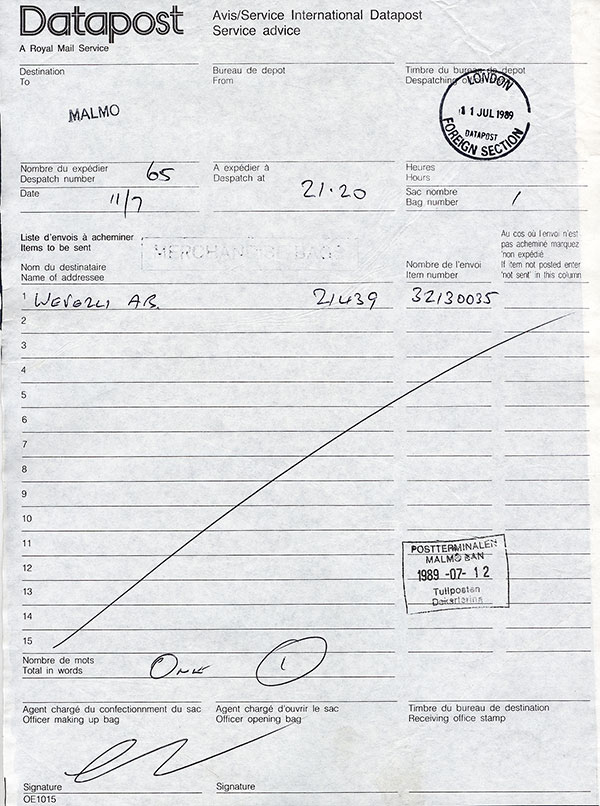 Datapost
A Royal Mail Service
Avis/Service International Datapost
Service advice
Destination
To
MALMO
Bureau de depot
From
Timbre du bureau de depot
Despatching
LONDON
11 JUL 1989
DATAPOST
FOREIGN SECTION
Nombre du expédier
Despatch number
65
A expédier à
Despatch at
21.20
Heures
Hours
Date
11/7
Sac nombre
Bag number
1
Liste d'envois à acheminer
Items to be sent
MERCHANDISE BAG
Nom du destinataire
Name of addressee
Nombre de l'envoi
Item number
Au cos où l envoi n'est
pas acheminé marquez
'non expédié.
If item not posted enter
'not sent' in this column
1 AB. 21439 32130035
2
3
4
5
6
7
8
9
10
11
12
13
14
15
POSTTERMINALEN
MALMÖ BAN
1989 -07- 12
Tullposten
Nombre de mots
Total in words
One
1
Agent chargé du confectionnment du sac
Officer making up bag
Agent chargé d'ouvrir le sac
Officer opening bag
Timbre du bureau de destination
Receiving office stamp
Signature
Signature
OE1015